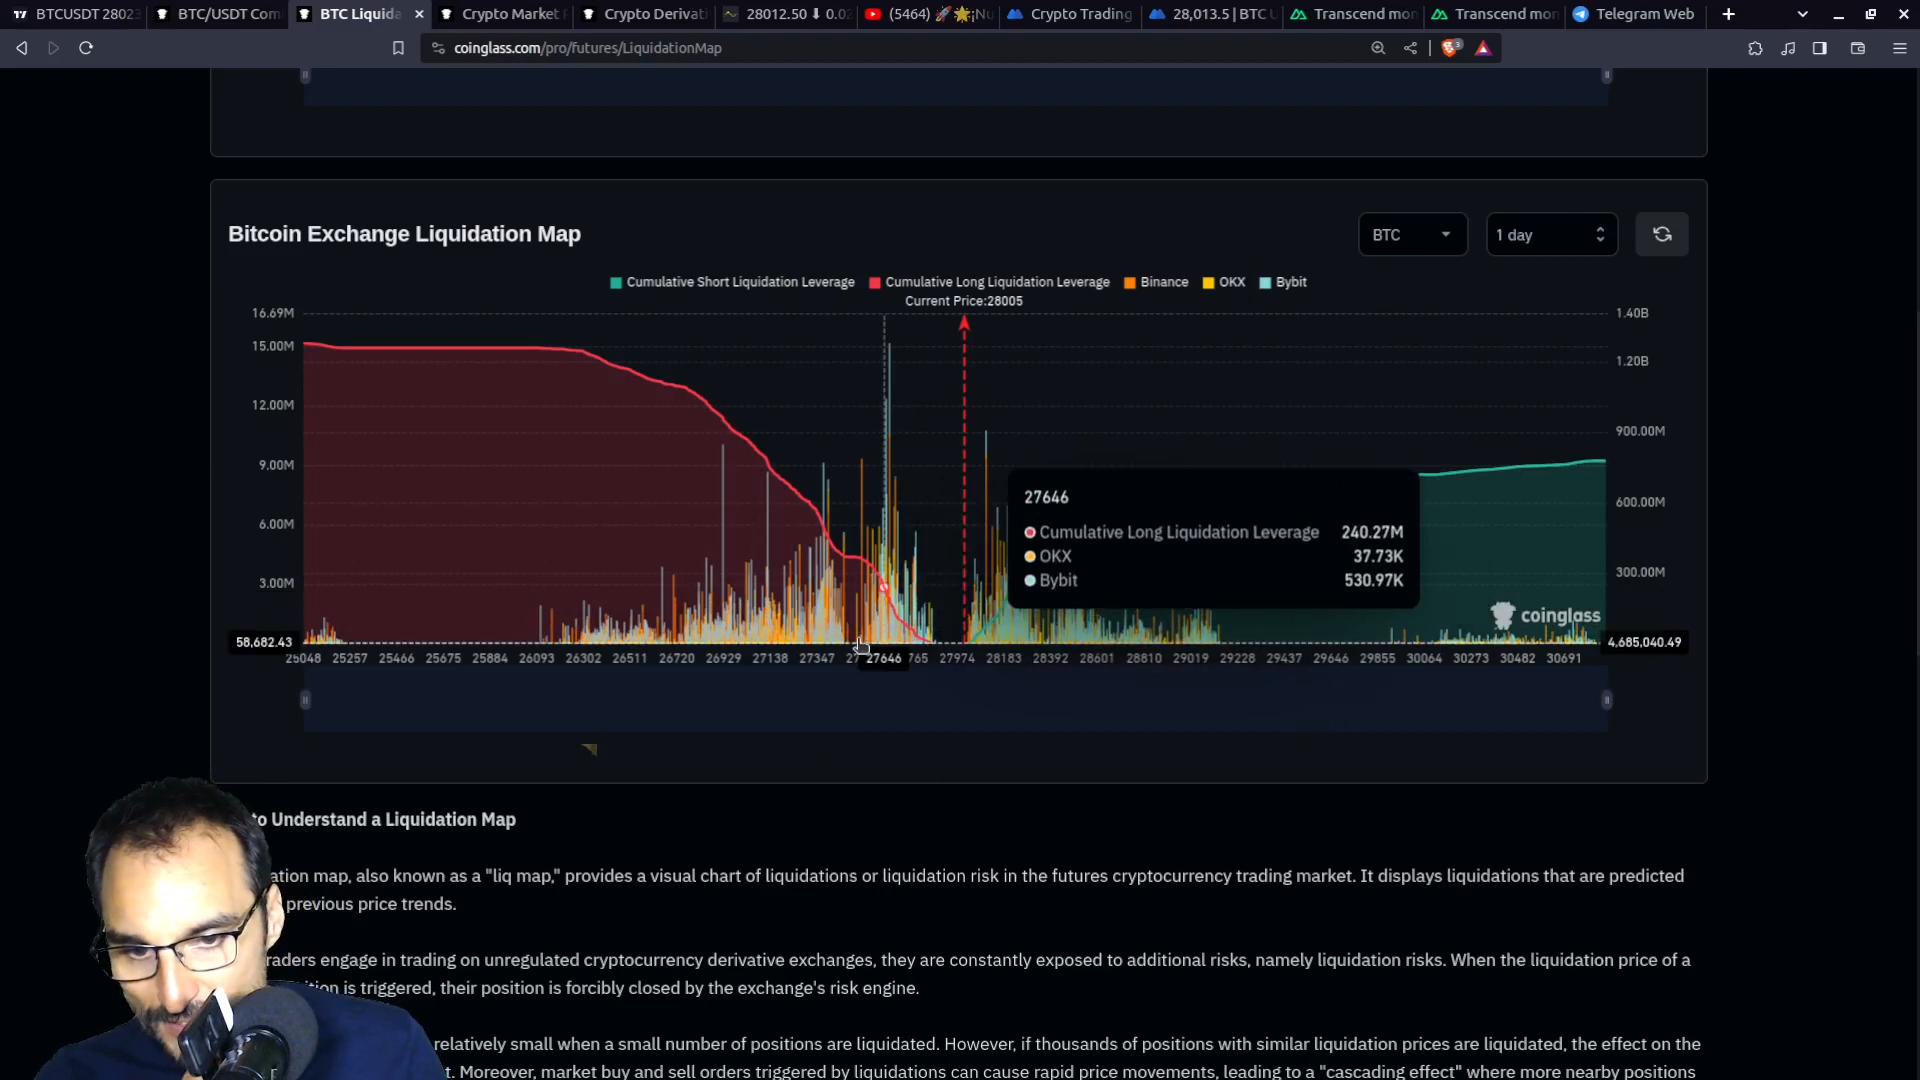 BTCUSDT 28023
BTC/USDT Com
BTC Liquida
Crypto Market
Crypto Derivati
28012.50 ⬇ 0.02
(5464) 🚀🌟¡Nu
Crypto Trading
28,013.5 | BTC U
Transcend mon
Transcend mon
Telegram Web
coinglass.com/pro/futures/LiquidationMap
Bitcoin Exchange Liquidation Map
BTC
1 day
Cumulative Short Liquidation Leverage
Cumulative Long Liquidation Leverage
Binance
OKX
Bybit
Current Price:28005
16.69M
15.00M
12.00M
9.00M
6.00M
3.00M
58,682.43
1.40B
1.20B
900.00M
600.00M
300.00M
4,685,040.49
27646
Cumulative Long Liquidation Leverage 240.27M
OKX 37.73K
Bybit 530.97K
coinglass
25048 25257 25466 25675 25884 26093 26302 26511 26720 26929 27138 27347 27646 765 27974 28183 28392 28601 28810 29019 29228 29437 29646 29855 30064 30273 30482 30691
to Understand a Liquidation Map
ation map, also known as a "liq map," provides a visual chart of liquidations or liquidation risk in the futures cryptocurrency trading market. It displays liquidations that are predicted
previous price trends.
raders engage in trading on unregulated cryptocurrency derivative exchanges, they are constantly exposed to additional risks, namely liquidation risks. When the liquidation price of a
ition is triggered, their position is forcibly closed by the exchange's risk engine.
relatively small when a small number of positions are liquidated. However, if thousands of positions with similar liquidation prices are liquidated, the effect on the
t. Moreover, market buy and sell orders triggered by liquidations can cause rapid price movements, leading to a "cascading effect" where more nearby positions